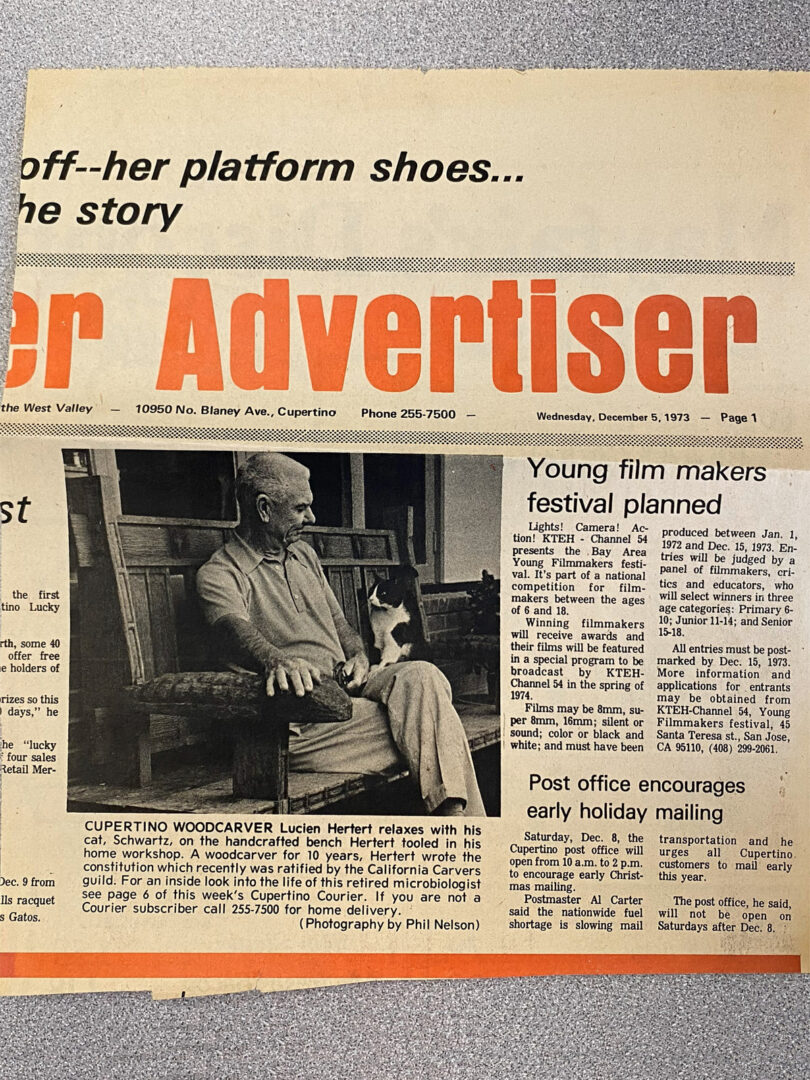 off--her platform shoes...
he story
er Advertiser
the West Valley — 10950 No. Blaney Ave., Cupertino Phone 255-7500 — Wednesday, December 5, 1973 — Page 1
st
the first
tino Lucky
rth, some 40
offer free
e holders of
rizes so this
days," he
he "lucky
four sales
Retail Mer-
Dec. 9 from
lls racquet
s Gatos.
CUPERTINO WOODCARVER Lucien Hertert relaxes with his
cat, Schwartz, on the handcrafted bench Hertert tooled in his
home workshop. A woodcarver for 10 years, Hertert wrote the
constitution which recently was ratified by the California Carvers
guild. For an inside look into the life of this retired microbiologist
see page 6 of this week's Cupertino Courier. If you are not a
Courier subscriber call 255-7500 for home delivery.
(Photography by Phil Nelson)
Young film makers
festival planned
Lights! Camera! Ac-
tion! KTEH - Channel 54
presents the Bay Area
Young Filmmakers festi-
val. It's part of a national
competition for film-
makers between the ages
of 6 and 18.
Winning filmmakers
will receive awards and
their films will be featured
in a special program to be
broadcast by KTEH-
Channel 54 in the spring of
1974.
Films may be 8mm, su-
per 8mm, 16mm; silent or
sound; color or black and
white; and must have been
produced between Jan. 1,
1972 and Dec. 15, 1973. En-
tries will be judged by a
panel of filmmakers, cri-
tics and educators, who
will select winners in three
age categories: Primary 6-
10; Junior 11-14; and Senior
15-18.
All entries must be post-
marked by Dec. 15, 1973.
More information and
applications for entrants
may be obtained from
KTEH-Channel 54, Young
Filmmakers festival, 45
Santa Teresa st., San Jose,
CA 95110, (408) 299-2061.
Post office encourages
early holiday mailing
Saturday, Dec. 8, the
Cupertino post office will
open from 10 a.m. to 2 p.m.
to encourage early Christ-
mas mailing.
Postmaster Al Carter
said the nationwide fuel
shortage is slowing mail
transportation and he
urges all Cupertino
customers to mail early
this year.
The post office, he said,
will not be open on
Saturdays after Dec. 8.